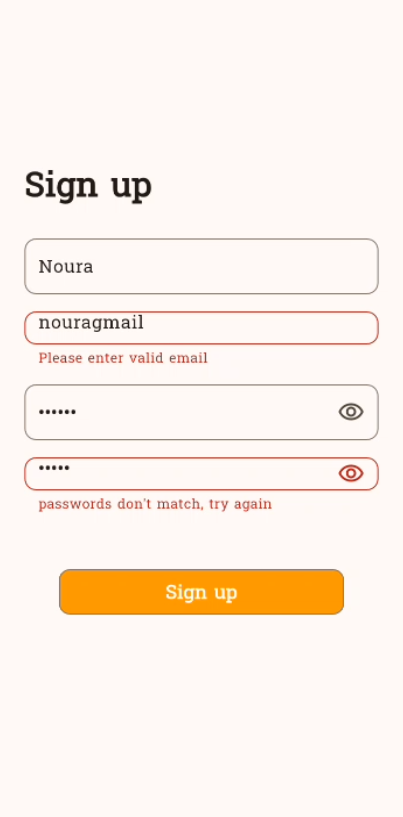 Sign up
Noura
nouragmail
Please enter valid email
••••••
•••••
passwords don't match, try again
Sign up